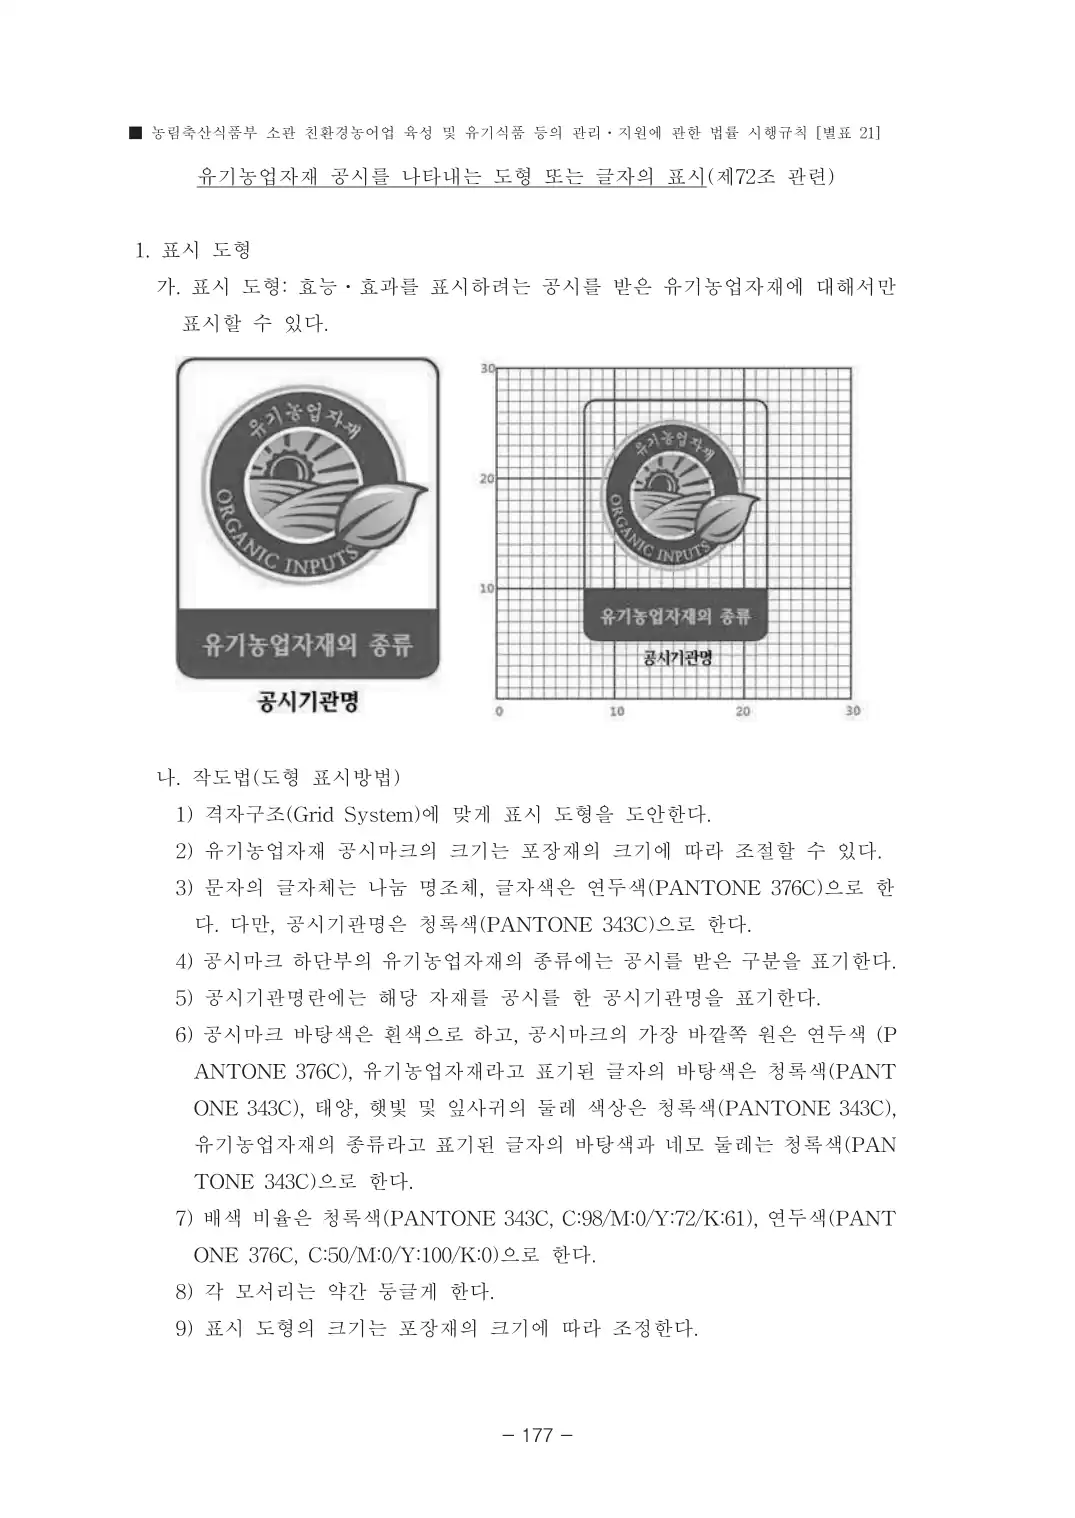 ■ 농림축산식품부 소관 친환경농어업 육성 및 유기식품 등의 관리ㆍ지원에 관한 법률 시행규칙 [별표 21]
유기농업자재 공시를 나타내는 도형 또는 글자의 표시(제72조 관련)
1. 표시 도형
가. 표시 도형: 효능ㆍ효과를 표시하려는 공시를 받은 유기농업자재에 대해서만
표시할 수 있다.
유기농업자재
ORGANIC INPUTS
유기농업자재의 종류
공시기관명
30
20
10
유기농업자재
ORGANIC INPUTS
유기농업자재의 종류
공시기관명
0 10 20 30
나. 작도법(도형 표시방법)
1) 격자구조(Grid System)에 맞게 표시 도형을 도안한다.
2) 유기농업자재 공시마크의 크기는 포장재의 크기에 따라 조절할 수 있다.
3) 문자의 글자체는 나눔 명조체, 글자색은 연두색(PANTONE 376C)으로 한
다. 다만, 공시기관명은 청록색(PANTONE 343C)으로 한다.
4) 공시마크 하단부의 유기농업자재의 종류에는 공시를 받은 구분을 표기한다.
5) 공시기관명란에는 해당 자재를 공시를 한 공시기관명을 표기한다.
6) 공시마크 바탕색은 흰색으로 하고, 공시마크의 가장 바깥쪽 원은 연두색 (P
ANTONE 376C), 유기농업자재라고 표기된 글자의 바탕색은 청록색(PANT
ONE 343C), 태양, 햇빛 및 잎사귀의 둘레 색상은 청록색(PANTONE 343C),
유기농업자재의 종류라고 표기된 글자의 바탕색과 네모 둘레는 청록색(PAN
TONE 343C)으로 한다.
7) 배색 비율은 청록색(PANTONE 343C, C:98/M:0/Y:72/K:61), 연두색(PANT
ONE 376C, C:50/M:0/Y:100/K:0)으로 한다.
8) 각 모서리는 약간 둥글게 한다.
9) 표시 도형의 크기는 포장재의 크기에 따라 조정한다.
- 177 -